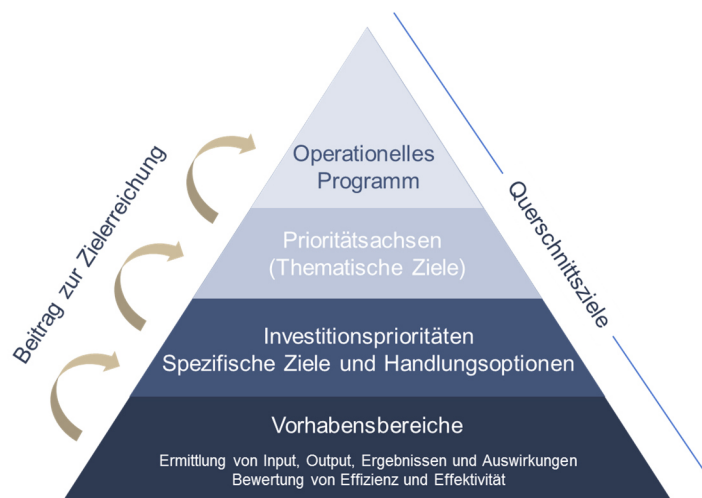 Operationelles
Programm
Prioritätsachsen
(Thematische Ziele)
Investitionsprioritäten
Spezifische Ziele und Handlungsoptionen
Vorhabensbereiche
Ermittlung von Input, Output, Ergebnissen und Auswirkungen
Bewertung von Effizienz und Effektivität
Beitrag zur Zielerreichung
Querschnittsziele